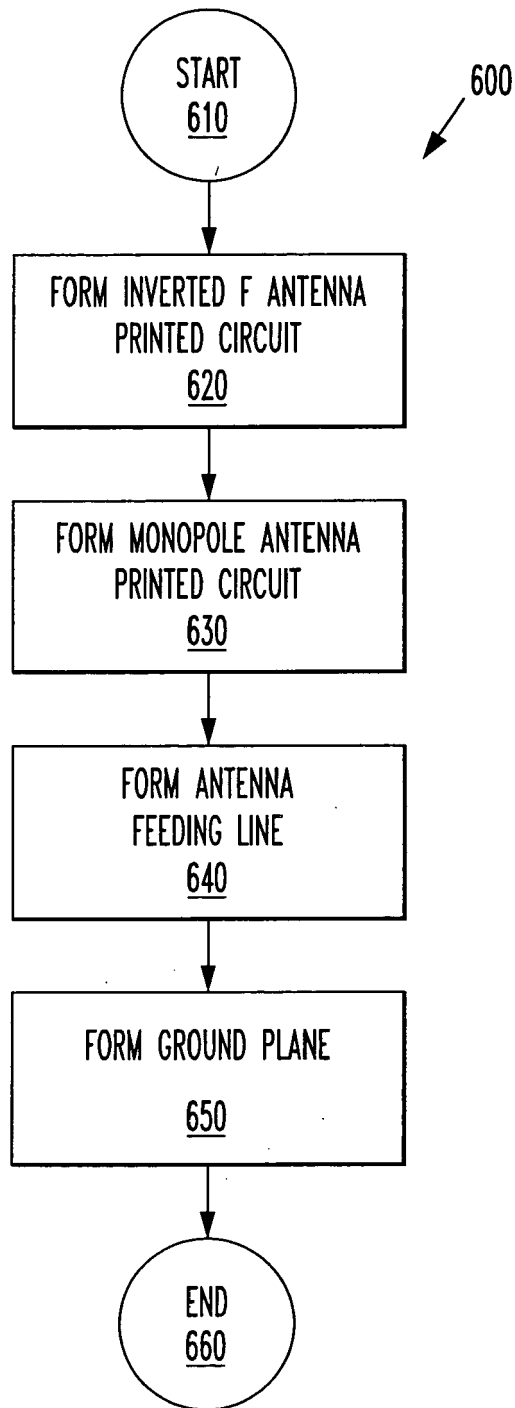 START
610
600
FORM INVERTED F ANTENNA
PRINTED CIRCUIT
620
FORM MONOPOLE ANTENNA
PRINTED CIRCUIT
630
FORM ANTENNA
FEEDING LINE
640
FORM GROUND PLANE
650
END
660